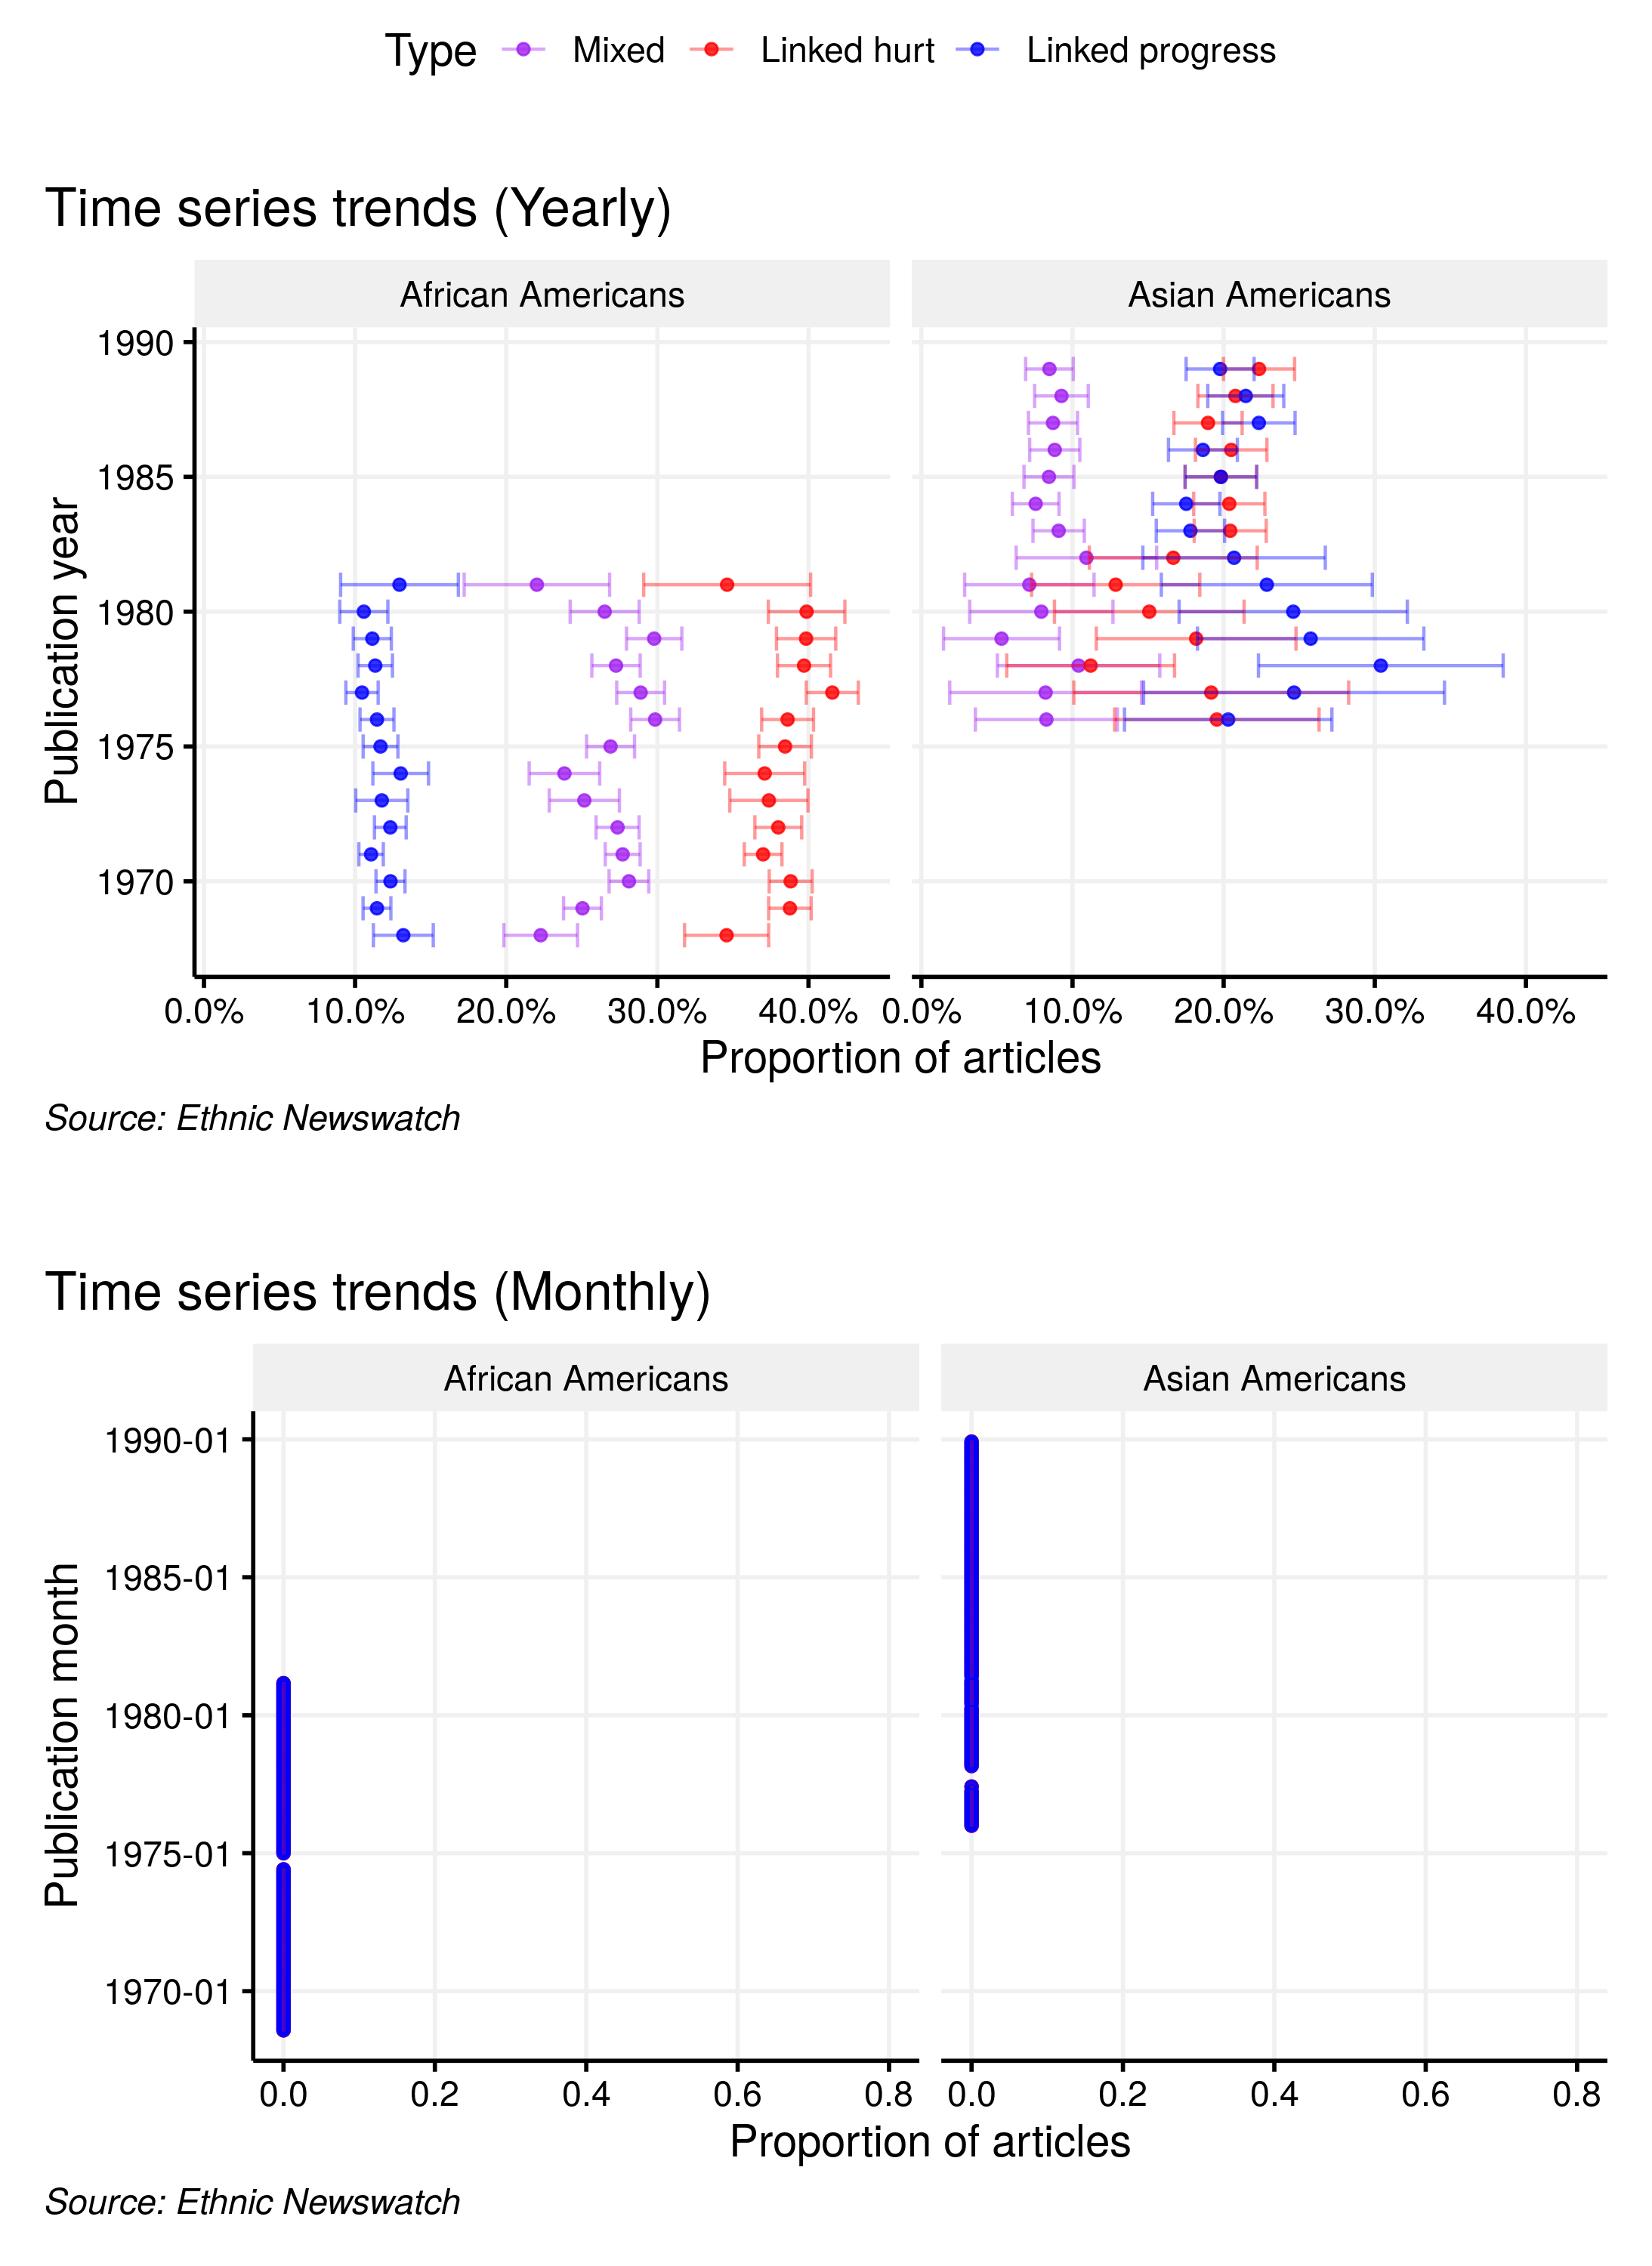 Type Mixed Linked hurt Linked progress
Time series trends (Yearly)
African Americans Asian Americans
1990
1985
1980
1975
1970
Publication year
0.0% 10.0% 20.0% 30.0% 40.0% 0.0% 10.0% 20.0% 30.0% 40.0%
Proportion of articles
Source: Ethnic Newswatch
Time series trends (Monthly)
African Americans Asian Americans
1990-01
1985-01
1980-01
1975-01
1970-01
Publication month
0.0 0.2 0.4 0.6 0.8 0.0 0.2 0.4 0.6 0.8
Proportion of articles
Source: Ethnic Newswatch